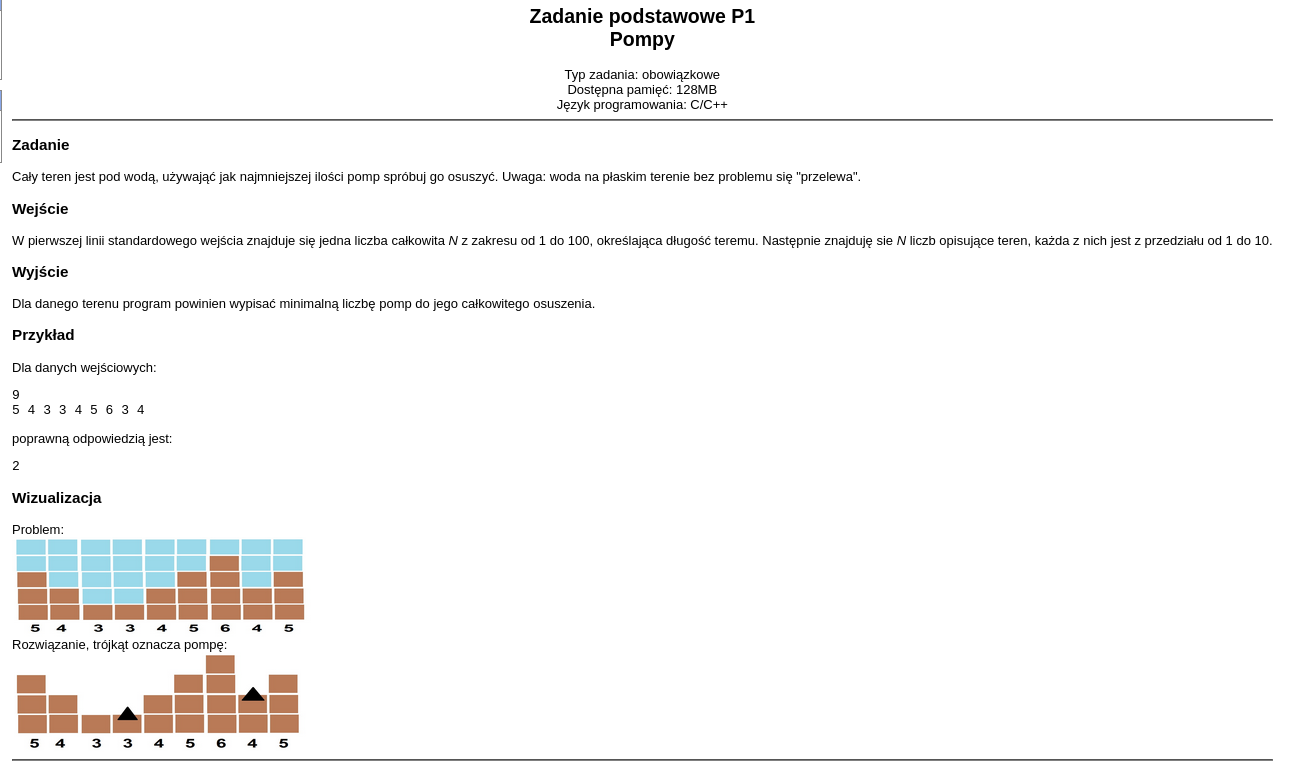 Zadanie podstawowe P1
Pompy
Typ zadania: obowiązkowe
Dostępna pamięć: 128MB
Język programowania: C/C++
Zadanie
Cały teren jest pod wodą, używająć jak najmniejszej ilości pomp spróbuj go osuszyć. Uwaga: woda na płaskim terenie bez problemu się "przelewa".
Wejście
W pierwszej linii standardowego wejścia znajduje się jedna liczba całkowita N z zakresu od 1 do 100, określająca długość teremu. Następnie znajduję sie N liczb opisujące teren, każda z nich jest z przedziału od 1 do 10.
Wyjście
Dla danego terenu program powinien wypisać minimalną liczbę pomp do jego całkowitego osuszenia.
Przykład
Dla danych wejściowych:
9
5 4 3 3 4 5 6 3 4
poprawną odpowiedzią jest:
2
Wizualizacja
Problem:
5 4 3 3 4 5 6 4 5
Rozwiązanie, trójkąt oznacza pompę:
5 4 3 3 4 5 6 4 5